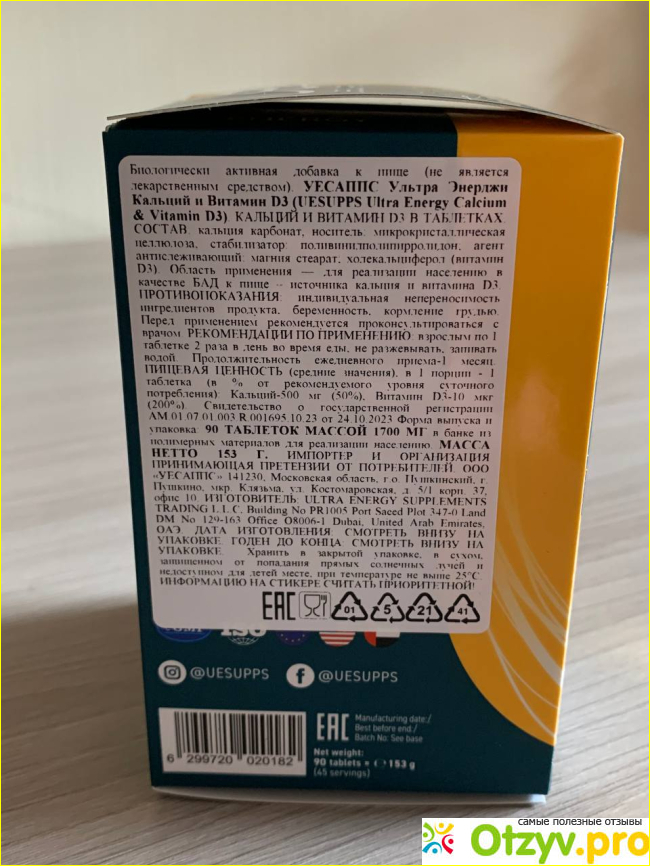 Биологически активная добавка к пище (не является
лекарственным средством). УЕСАППС Ультра Энерджи
Кальций и Витамин D3 (UESUPPS Ultra Energy Calcium
& Vitamin D3) КАЛЬЦИЙ И ВИТАМИН D3 В ТАБЛЕТКАХ.
СОСТАВ: кальция карбонат, носитель: микрокристаллическая
целлюлоза, стабилизатор: поливинилполипирролидон, агент
антислеживающий: магния стеарат, холекальциферол (витамин
D3). Область применения — для реализации населению в
качестве БАД к пище – источника кальция и витамина D3.
ПРОТИВОПОКАЗАНИЯ: индивидуальная непереносимость
ингредиентов продукта, беременность, кормление грудью.
Перед применением рекомендуется проконсультироваться с
врачом. РЕКОМЕНДАЦИИ ПО ПРИМЕНЕНИЮ: взрослым по 1
таблетке 2 раза в день во время еды, не разжевывать, запивать
водой. Продолжительность ежедневного приема-1 месяц.
ПИЩЕВАЯ ЦЕННОСТЬ (средние значения), в 1 порции - 1
таблетка (в % от рекомендуемого уровня суточного
потребления): Кальций-500 мг (50%), Витамин D3-10 мкг
(200%). Свидетельство о государственной регистрации
AM.01.07.01.003.R.001695.10.23 от 24.10.2023 Форма выпуска и
упаковка: 90 ТАБЛЕТОК МАССОЙ 1700 МГ в банке из
полимерных материалов для реализации населению. МАССА
НЕТТО 153 Г. ИМПОРТЕР И ОРГАНИЗАЦИЯ
ПРИНИМАЮЩАЯ ПРЕТЕНЗИИ ОТ ПОТРЕБИТЕЛЕЙ: ООО
«УЕСАППС» 141230, Московская область, г.о. Пушкинский, г.
Пушкино, мкр. Клязьма, ул. Костомаровская, д. 5/1 корп. 37,
офис 10. ИЗГОТОВИТЕЛЬ: ULTRA ENERGY SUPPLEMENTS
TRADING L.L.C, Building No PR1005 Port Saeed Plot 347-0 Land
DM No 129-163 Office O8006-1 Dubai, United Arab Emirates,
ОАЭ. ДАТА ИЗГОТОВЛЕНИЯ: СМОТРЕТЬ ВНИЗУ НА
УПАКОВКЕ. ГОДЕН ДО КОНЦА: СМОТРЕТЬ ВНИЗУ НА
УПАКОВКЕ. Хранить в закрытой упаковке, в сухом,
защищенном от попадания прямых солнечных лучей и
недоступном для детей месте, при температуре не выше 25°C
ИНФОРМАЦИЮ НА СТИКЕРЕ СЧИТАТЬ ПРИОРИТЕТНОЙ!
EAC 01 5 21 41
ISO
@UESUPPS @UESUPPS
EAC Manufacturing date:/
Best before end:/
Batch No: See base
Net weight:
90 tablets = e 153 g
(45 servings)
6 299720 020182
самые полезные отзывы
Otzyv.pro